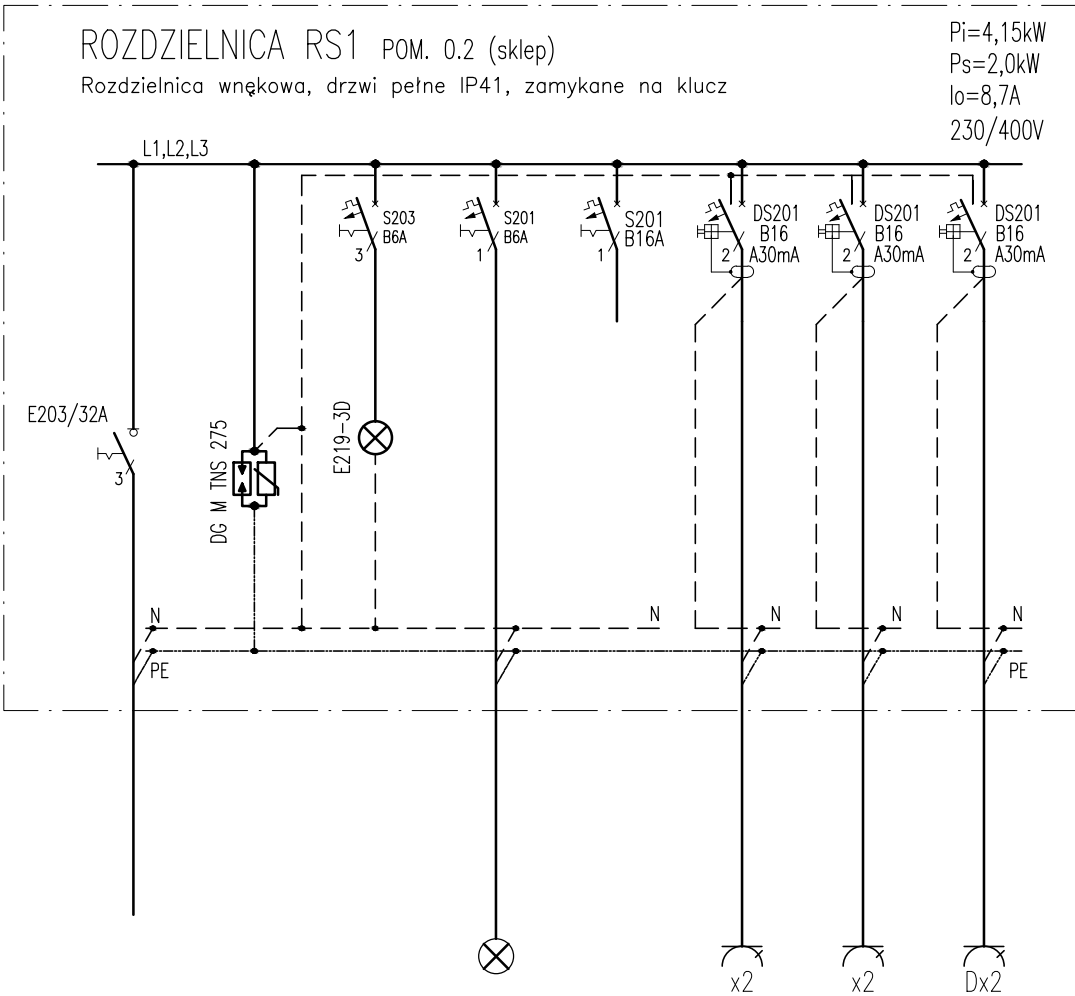 ROZDZIELNICA RS1 POM. 0.2 (sklep)
Rozdzielnica wnękowa, drzwi pełne IP41, zamykane na klucz
Pi=4,15kW
Ps=2,0kW
Io=8,7A
230/400V
L1,L2,L3
S203
B6A
3
S201
B6A
1
S201
B16A
1
DS201
B16
A30mA
2
DS201
B16
A30mA
2
DS201
B16
A30mA
2
E203/32A
3
DG M TNS 275
E219-3D
N
N
N
N
N
PE
PE
x2
x2
Dx2